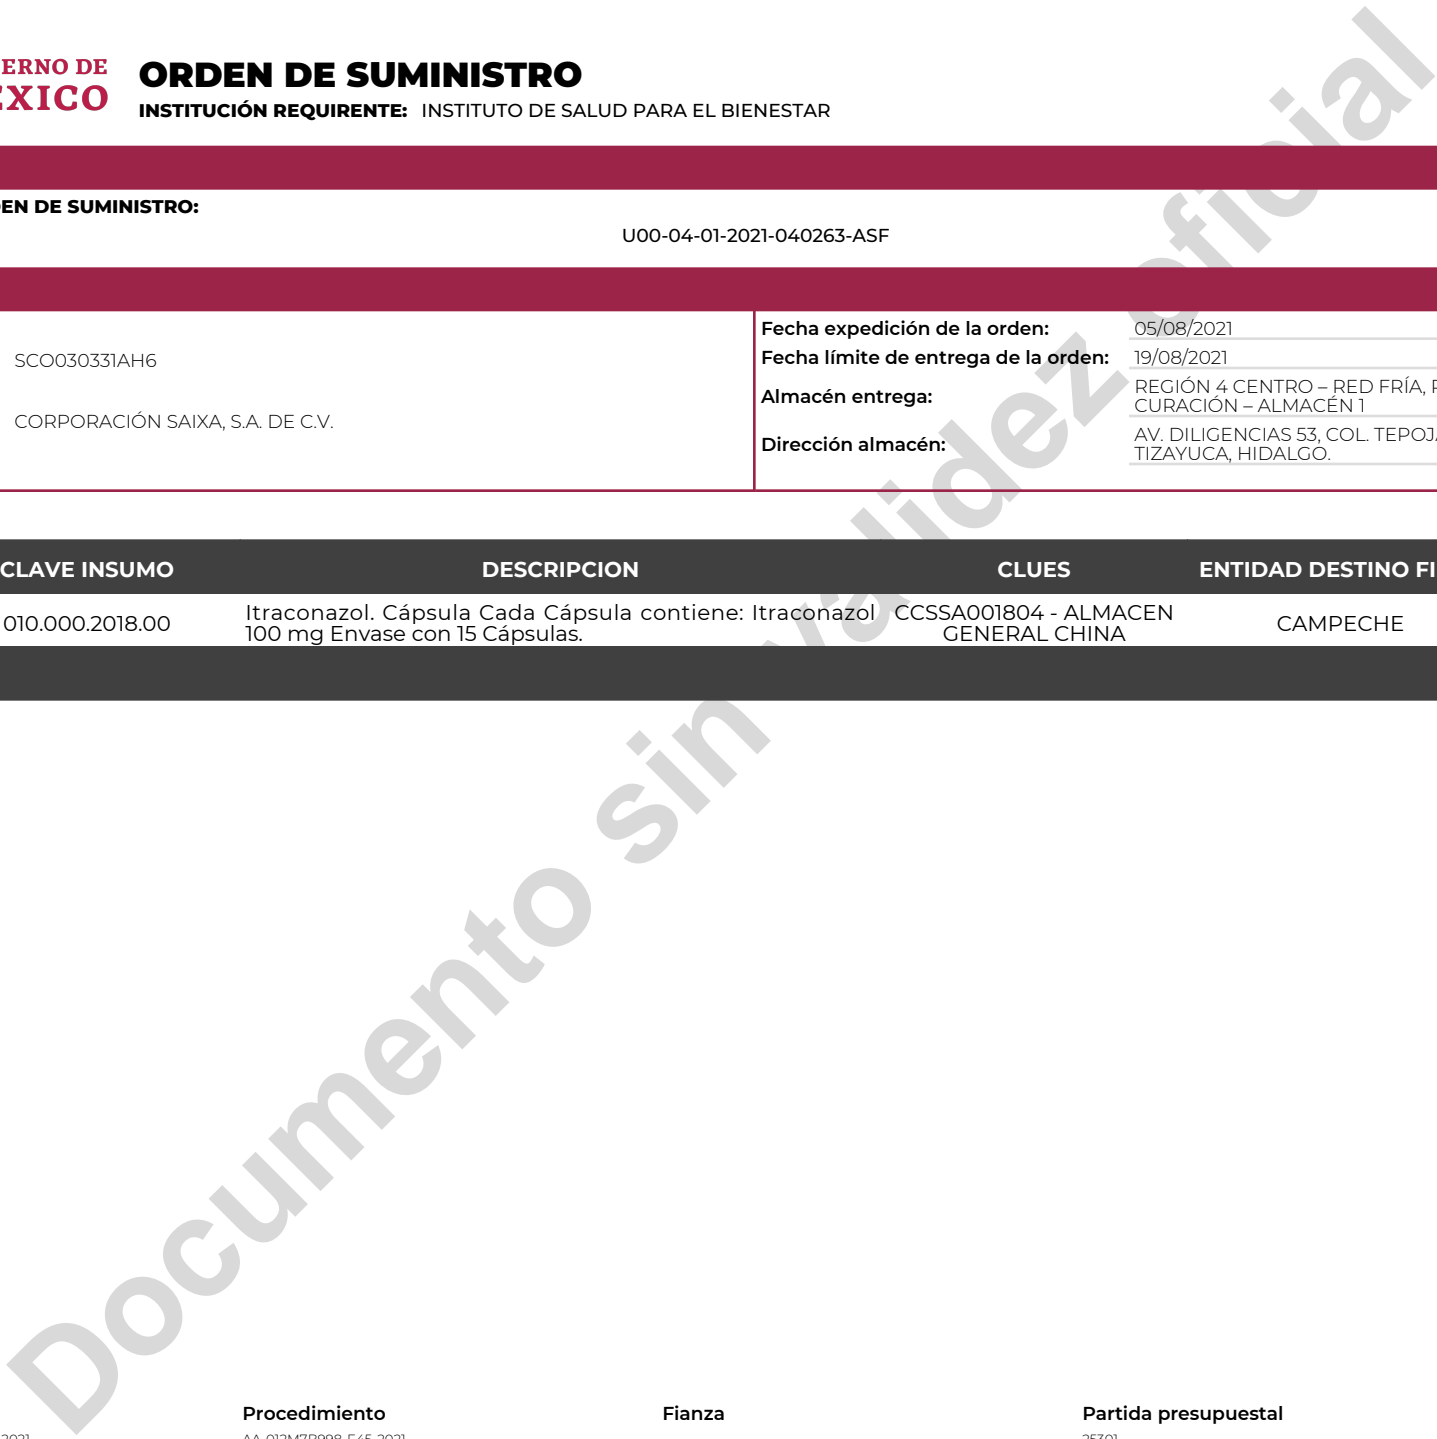 ERNO DE
ORDEN DE SUMINISTRO
XICO
INSTITUCIÓN REQUIRENTE: INSTITUTO DE SALUD PARA EL BIENESTAR
EN DE SUMINISTRO:
U00-04-01-2021-040263-ASF
SCO030331AH6
CORPORACIÓN SAIXA, S.A. DE C.V.
Fecha expedición de la orden: 05/08/2021
Fecha límite de entrega de la orden: 19/08/2021
Almacén entrega: REGIÓN 4 CENTRO – RED FRÍA,
CURACIÓN – ALMACÉN 1
Dirección almacén: AV. DILIGENCIAS 53, COL. TEPOJ
TIZAYUCA, HIDALGO.
CLAVE INSUMO DESCRIPCION CLUES ENTIDAD DESTINO FI
010.000.2018.00 Itraconazol. Cápsula Cada Cápsula contiene: Itraconazol CCSSA001804 - ALMACEN CAMPECHE
100 mg Envase con 15 Cápsulas. GENERAL CHINA
Documento sin validez oficial
Procedimiento Fianza Partida presupuestal